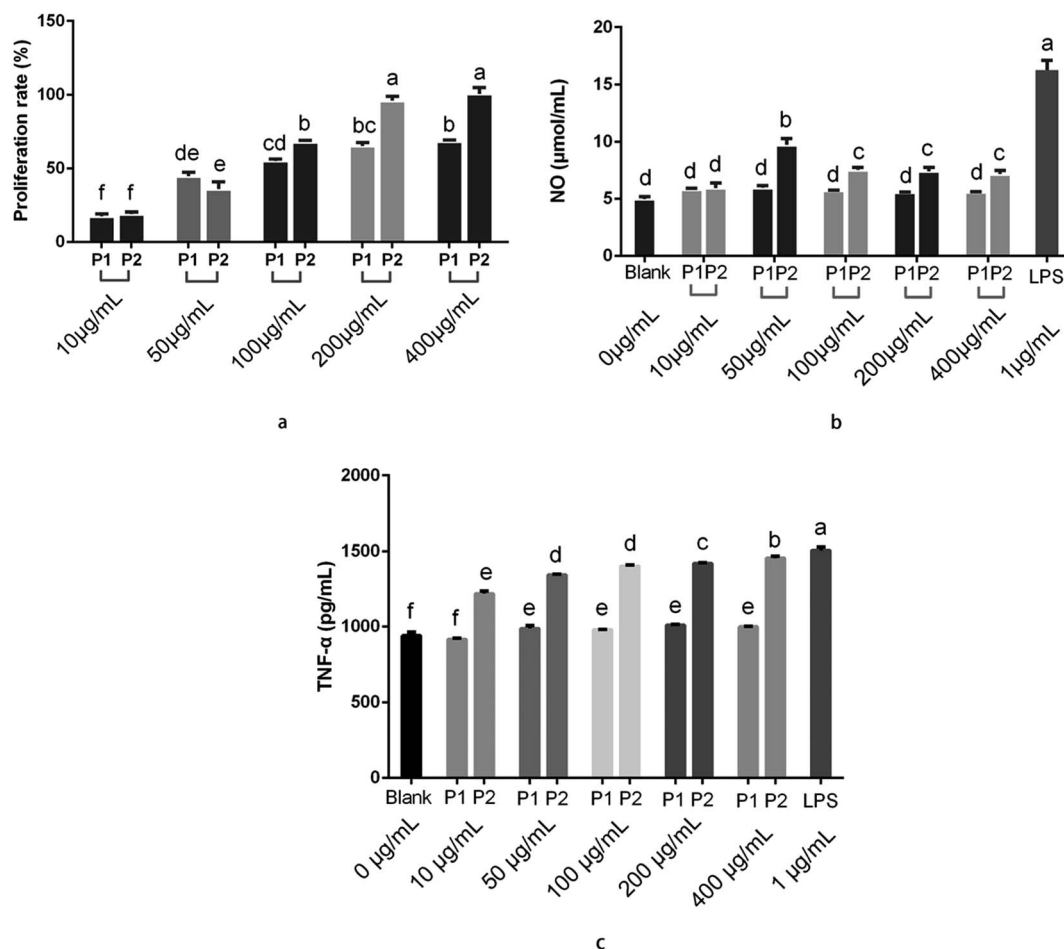 Proliferation rate (%)
150
100
50
0
f f de e cd b bc a b a
P1 P2 P1 P2 P1 P2 P1 P2 P1 P2
10μg/mL 50μg/mL 100μg/mL 200μg/mL 400μg/mL
a
NO (μmol/mL)
20
15
10
5
0
d d d d b d c d c d c a
Blank P1P2 P1P2 P1P2 P1P2 P1P2 LPS
0μg/mL 10μg/mL 50μg/mL 100μg/mL 200μg/mL 400μg/mL 1μg/mL
b
TNF-α (pg/mL)
2000
1500
1000
500
0
f f e e d e d e c e b a
Blank P1 P2 P1 P2 P1 P2 P1 P2 P1 P2 LPS
0 μg/mL 10 μg/mL 50 μg/mL 100 μg/mL 200 μg/mL 400 μg/mL 1 μg/mL
c